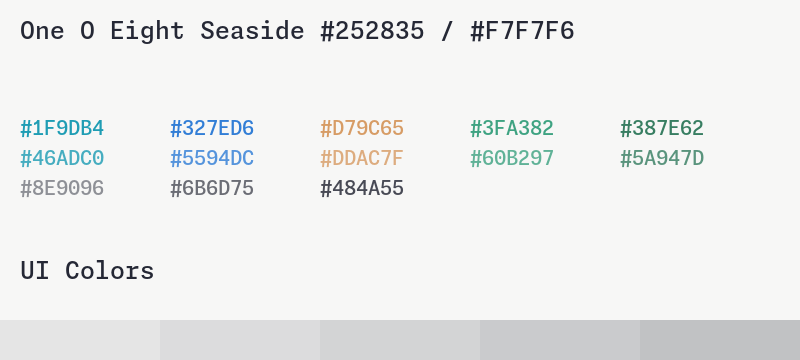 One O Eight Seaside #252835 / #F7F7F6
#1F9DB4 #327ED6 #D79C65 #3FA382 #387E62
#46ADC0 #5594DC #DDAC7F #60B297 #5A947D
#8E9096 #6B6D75 #484A55
UI Colors